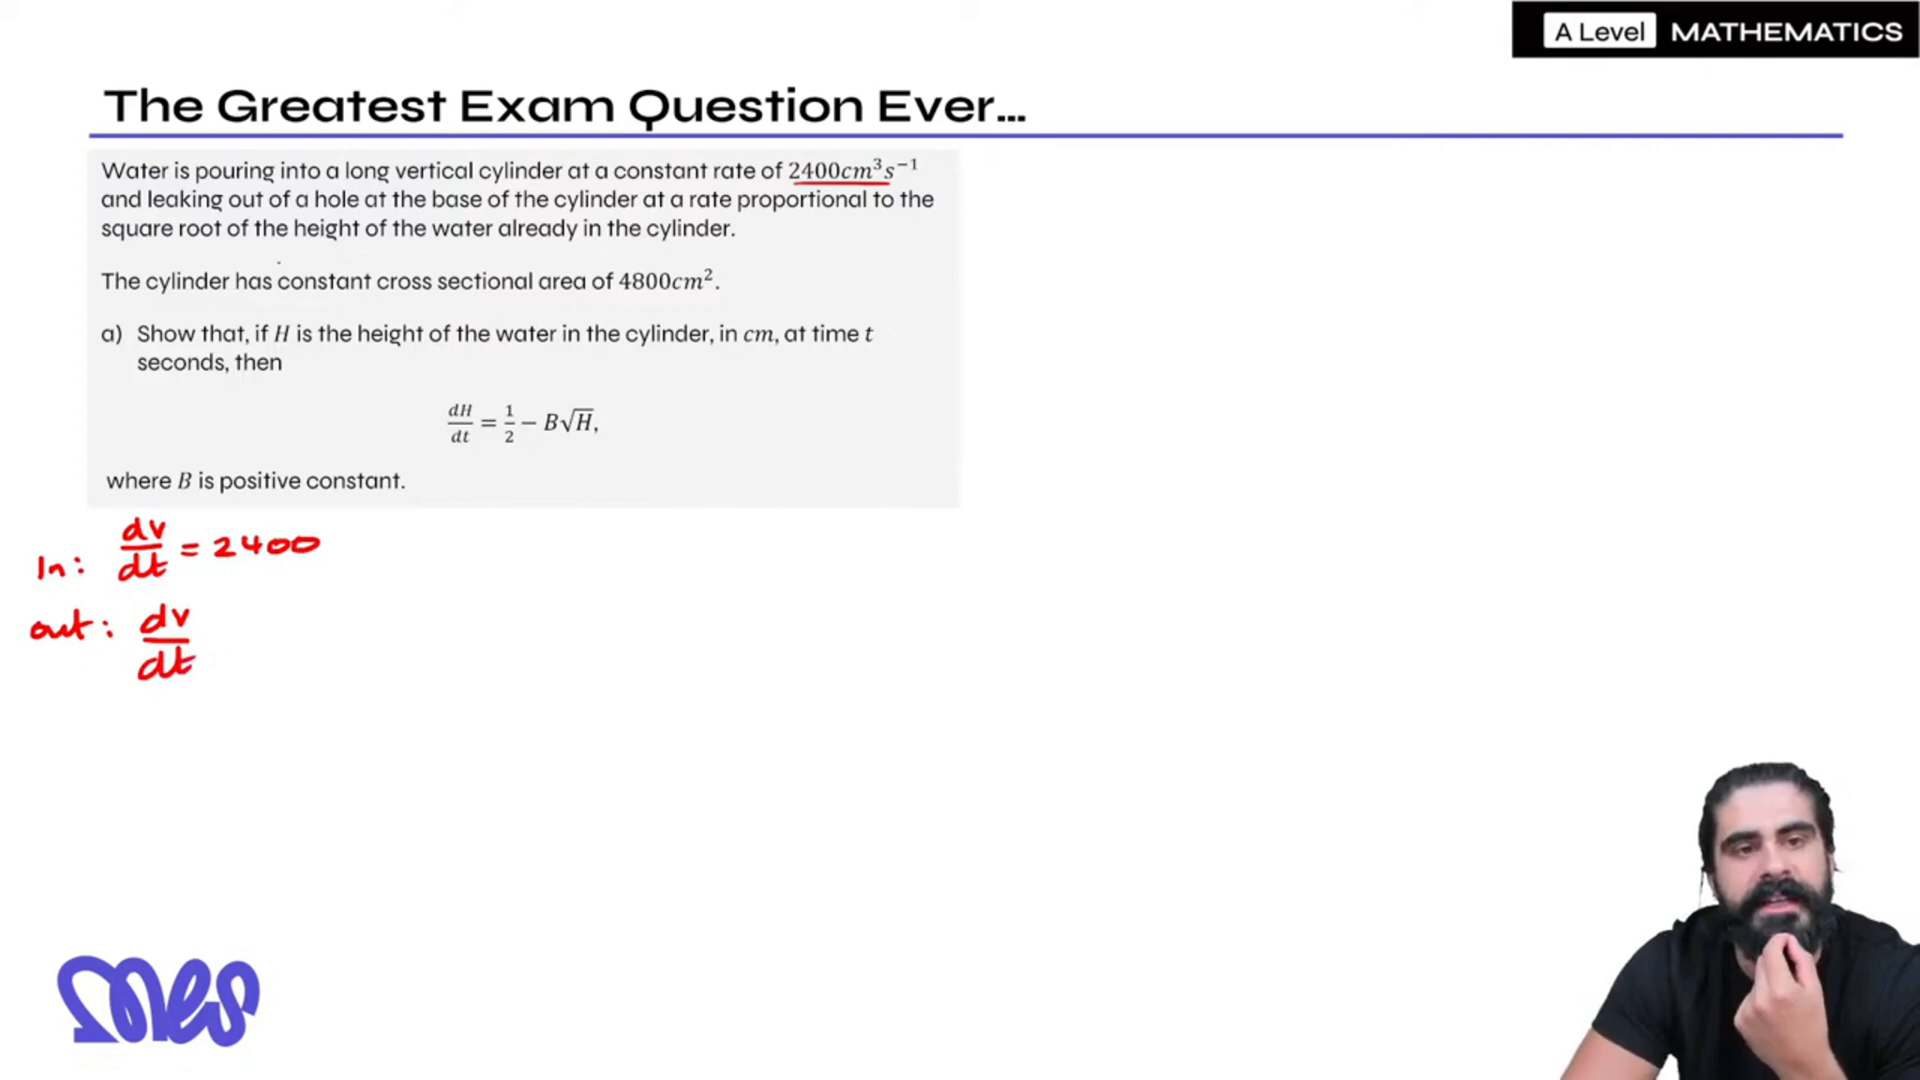 A Level MATHEMATICS
The Greatest Exam Question Ever...
Water is pouring into a long vertical cylinder at a constant rate of 2400cm³s⁻¹
and leaking out of a hole at the base of the cylinder at a rate proportional to the
square root of the height of the water already in the cylinder.
The cylinder has constant cross sectional area of 4800cm².
a) Show that, if H is the height of the water in the cylinder, in cm, at time t
seconds, then
dH/dt = 1/2 − B√H,
where B is positive constant.
In: dv/dt = 2400
out: dv/dt
mes